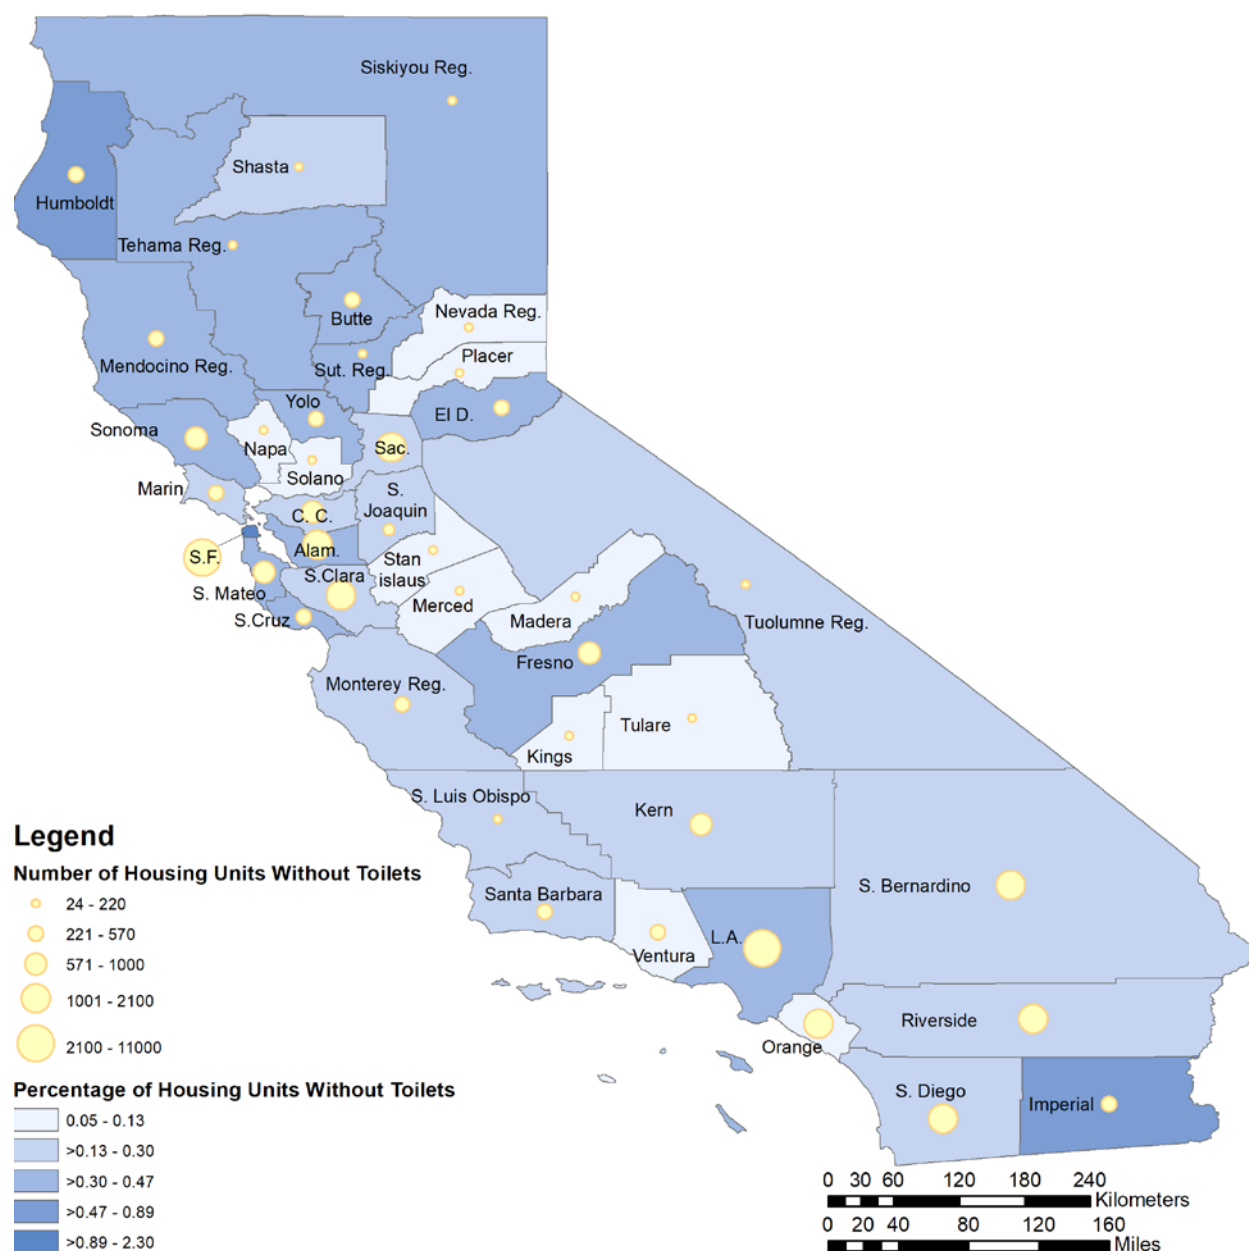 Siskiyou Reg.
Shasta
Humboldt
Tehama Reg.
Nevada Reg.
Butte
Placer
Mendocino Reg.
Sut. Reg.
Yolo
El D.
Sonoma
Napa
Sac.
Solano
Marin
S.
Joaquin
C. C.
S.F.
Alam.
Stan
islaus
S.Clara
S. Mateo
Merced
S.Cruz
Madera
Tuolumne Reg.
Fresno
Monterey Reg.
Tulare
Kings
S. Luis Obispo
Kern
Santa Barbara
S. Bernardino
L.A.
Ventura
Riverside
Orange
S. Diego
Imperial
Legend
Number of Housing Units Without Toilets
24 - 220
221 - 570
571 - 1000
1001 - 2100
2100 - 11000
Percentage of Housing Units Without Toilets
0.05 - 0.13
>0.13 - 0.30
>0.30 - 0.47
>0.47 - 0.89
>0.89 - 2.30
0 30 60 120 180 240
Kilometers
0 20 40 80 120 160
Miles